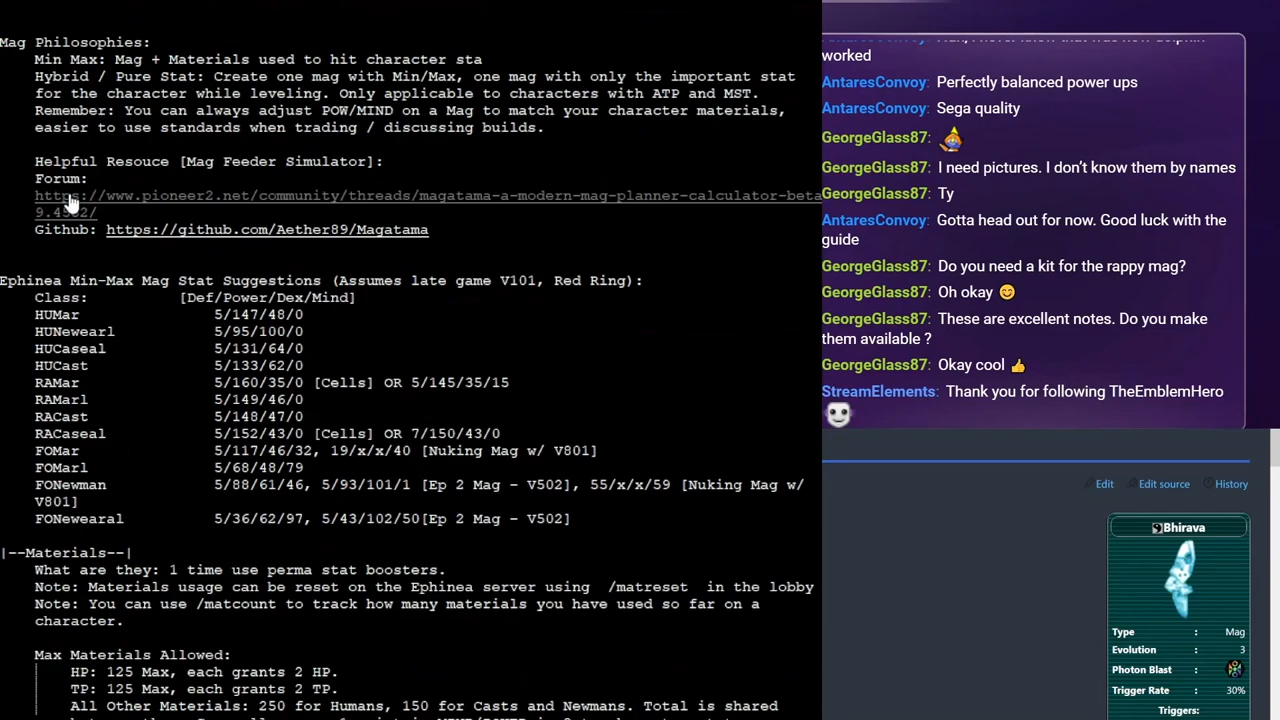 Mag Philosophies:
Min Max: Mag + Materials used to hit character sta
Hybrid / Pure Stat: Create one mag with Min/Max, one mag with only the important stat
for the character while leveling. Only applicable to characters with ATP and MST.
Remember: You can always adjust POW/MIND on a Mag to match your character materials,
easier to use standards when trading / discussing builds.
Helpful Resouce [Mag Feeder Simulator]:
Forum:
https://www.pioneer2.net/community/threads/magatama-a-modern-mag-planner-calculator-beta
Github: https://github.com/Aether89/Magatama
Ephinea Min-Max Mag Stat Suggestions (Assumes late game V101, Red Ring):
Class: [Def/Power/Dex/Mind]
HUMar 5/147/48/0
HUNewearl 5/95/100/0
HUCaseal 5/131/64/0
HUCast 5/133/62/0
RAMar 5/160/35/0 [Cells] OR 5/145/35/15
RAMarl 5/149/46/0
RACast 5/148/47/0
RACaseal 5/152/43/0 [Cells] OR 7/150/43/0
FOMar 5/117/46/32, 19/x/x/40 [Nuking Mag w/ V801]
FOMarl 5/68/48/79
FONewman 5/88/61/46, 5/93/101/1 [Ep 2 Mag - V502], 55/x/x/59 [Nuking Mag w/
V801]
FONewearal 5/36/62/97, 5/43/102/50[Ep 2 Mag - V502]
|--Materials--|
What are they: 1 time use perma stat boosters.
Note: Materials usage can be reset on the Ephinea server using /matreset in the lobby
Note: You can use /matcount to track how many materials you have used so far on a
character.
Max Materials Allowed:
HP: 125 Max, each grants 2 HP.
TP: 125 Max, each grants 2 TP.
All Other Materials: 250 for Humans, 150 for Casts and Newmans. Total is shared
worked
AntaresConvoy: Perfectly balanced power ups
AntaresConvoy: Sega quality
GeorgeGlass87:
GeorgeGlass87: I need pictures. I don't know them by names
GeorgeGlass87: Ty
AntaresConvoy: Gotta head out for now. Good luck with the
guide
GeorgeGlass87: Do you need a kit for the rappy mag?
GeorgeGlass87: Oh okay 😊
GeorgeGlass87: These are excellent notes. Do you make
them available ?
GeorgeGlass87: Okay cool 👍
StreamElements: Thank you for following TheEmblemHero
Edit Edit source History
Bhirava
Type : Mag
Evolution : 3
Photon Blast :
Trigger Rate : 30%
Triggers: